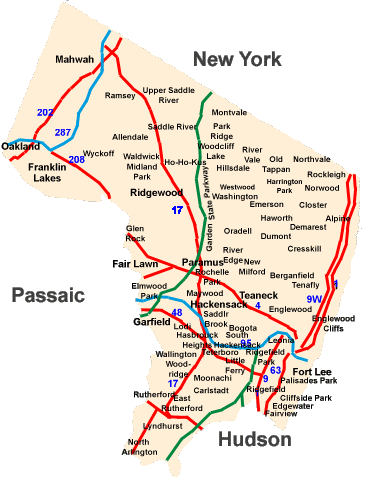 New York
Mahwah
Upper Saddle
River
Ramsey
202
Montvale
Saddle River
Park
Ridge
287
Allendale
Woodcliff
Lake
River
Vale
Old
Tappan
Northvale
Oakland
208
Wyckoff
Waldwick
Ho-Ho-Kus
Hillsdale
Rockleigh
Franklin
Lakes
Midland
Park
Harrington
Park
Norwood
Ridgewood
Westwood
Washington
Emerson
Closter
17
Garden State Parkway
Haworth
Alpine
Glen
Rock
Oradell
Demarest
Dumont
River
Edge
Cresskill
Fair Lawn
Paramus
New
Milford
Rochelle
Park
Berganfield
Tenafly
1
Elmwood
Park
Maywood
Teaneck
9W
Passaic
Hackensack
4
Englewood
48
Saddlr
Brook
Englewood
Cliffs
Garfield
Lodi
Bogota
Hasbrouck
Heights
South
Hackensack
95
Leonia
Wallington
Teterboro
Ridgefield
Park
Wood-
ridge
Little
Ferry
63
Fort Lee
17
Moonachi
9
Palisades Park
Rutherford
Carlstadt
Ridgefield
East
Rutherford
Cliffside Park
Edgewater
Fairview
Lyndhurst
North
Arlington
Hudson